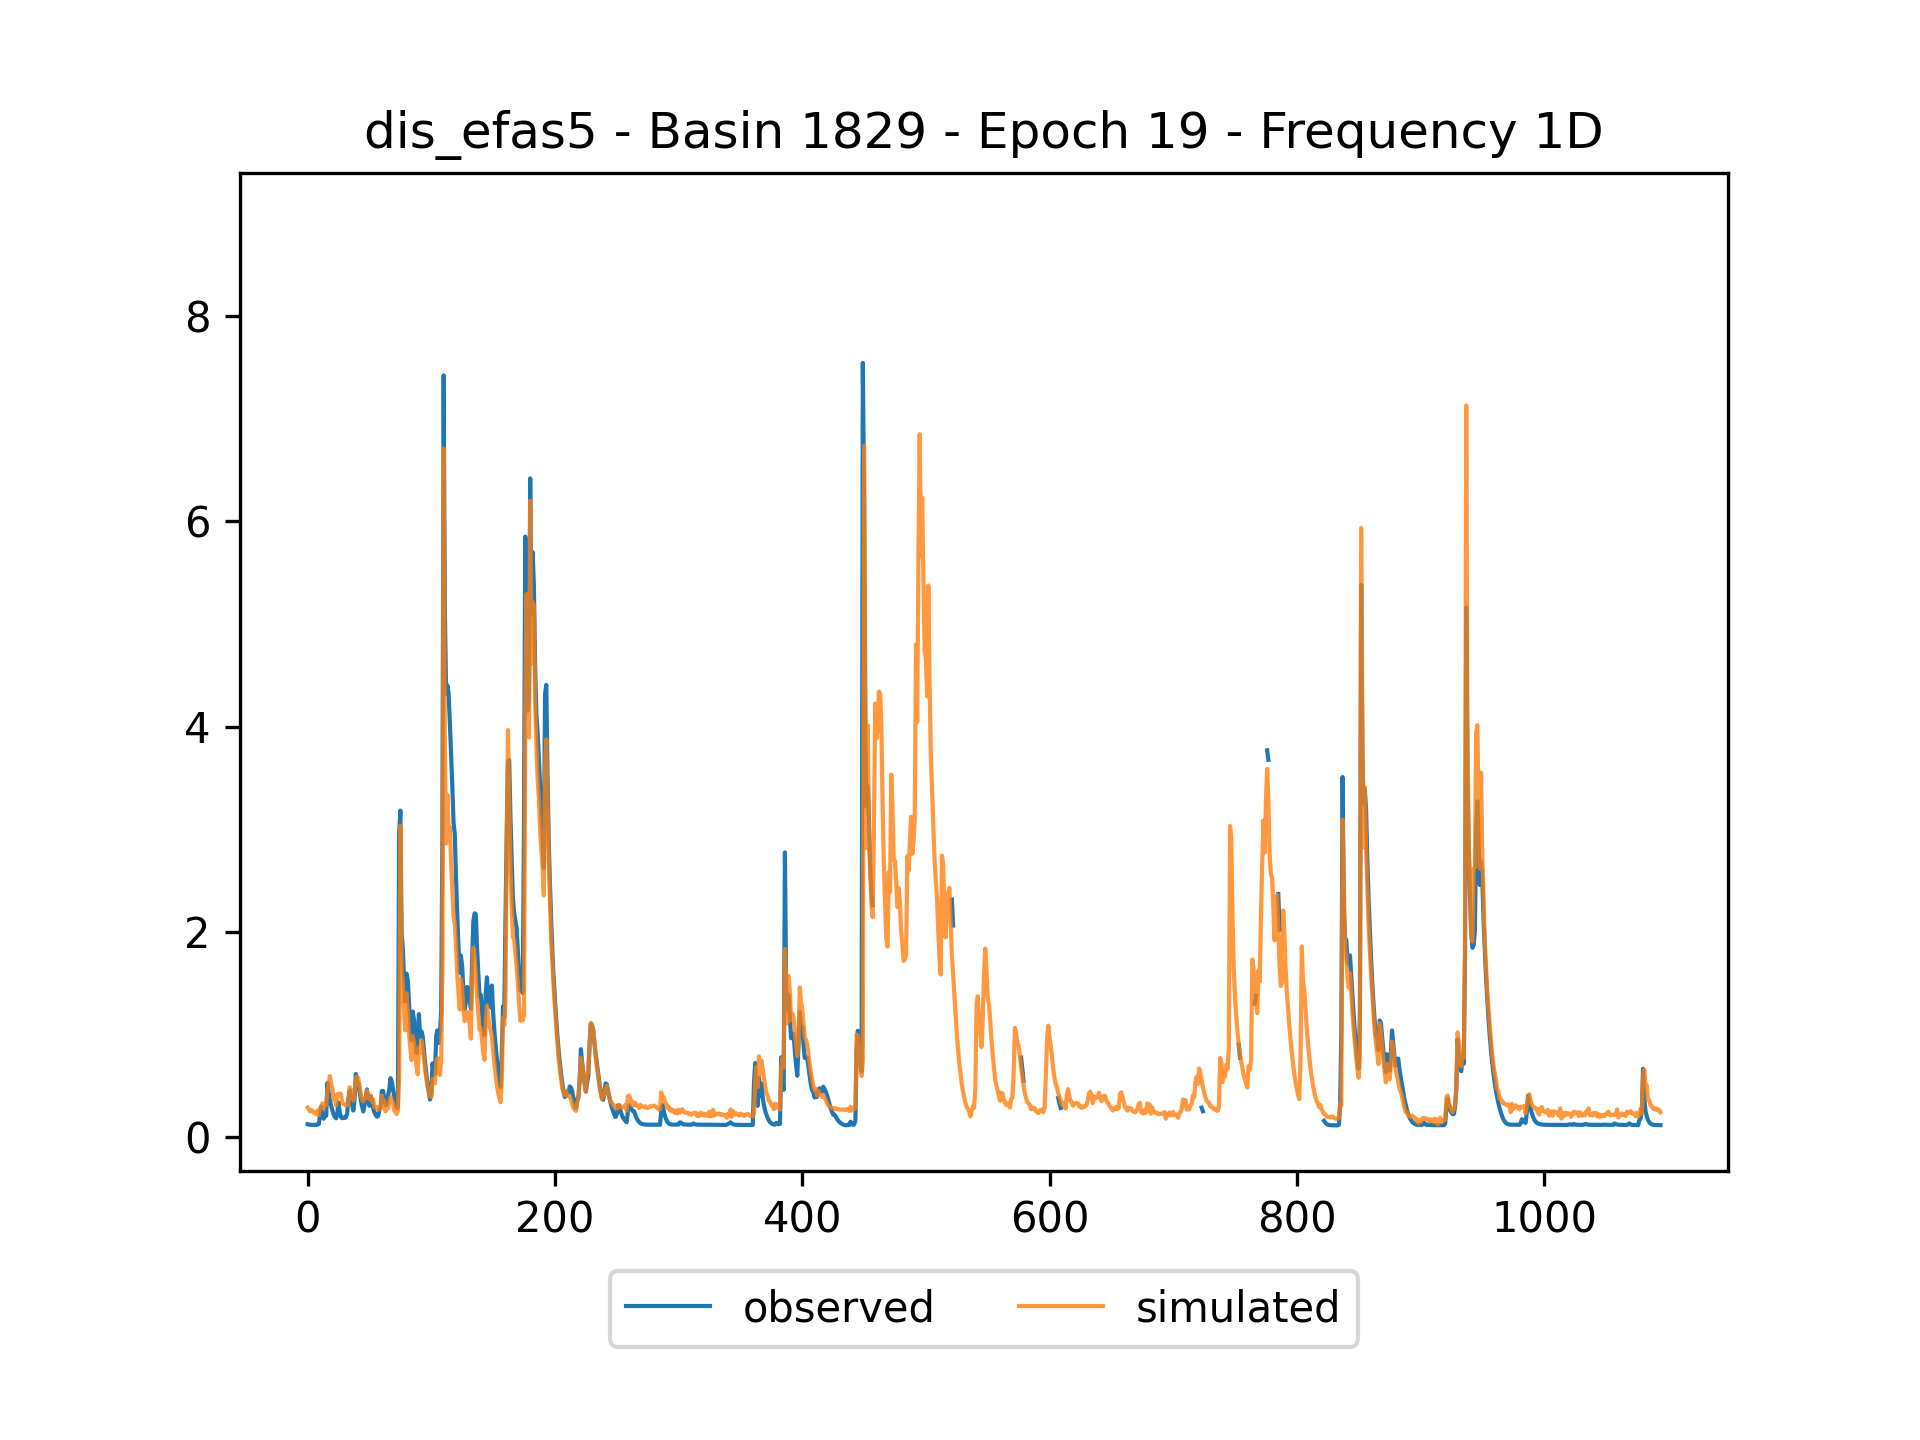 dis_efas5 - Basin 1829 - Epoch 19 - Frequency 1D
8
6
4
2
0
0 200 400 600 800 1000
observed simulated